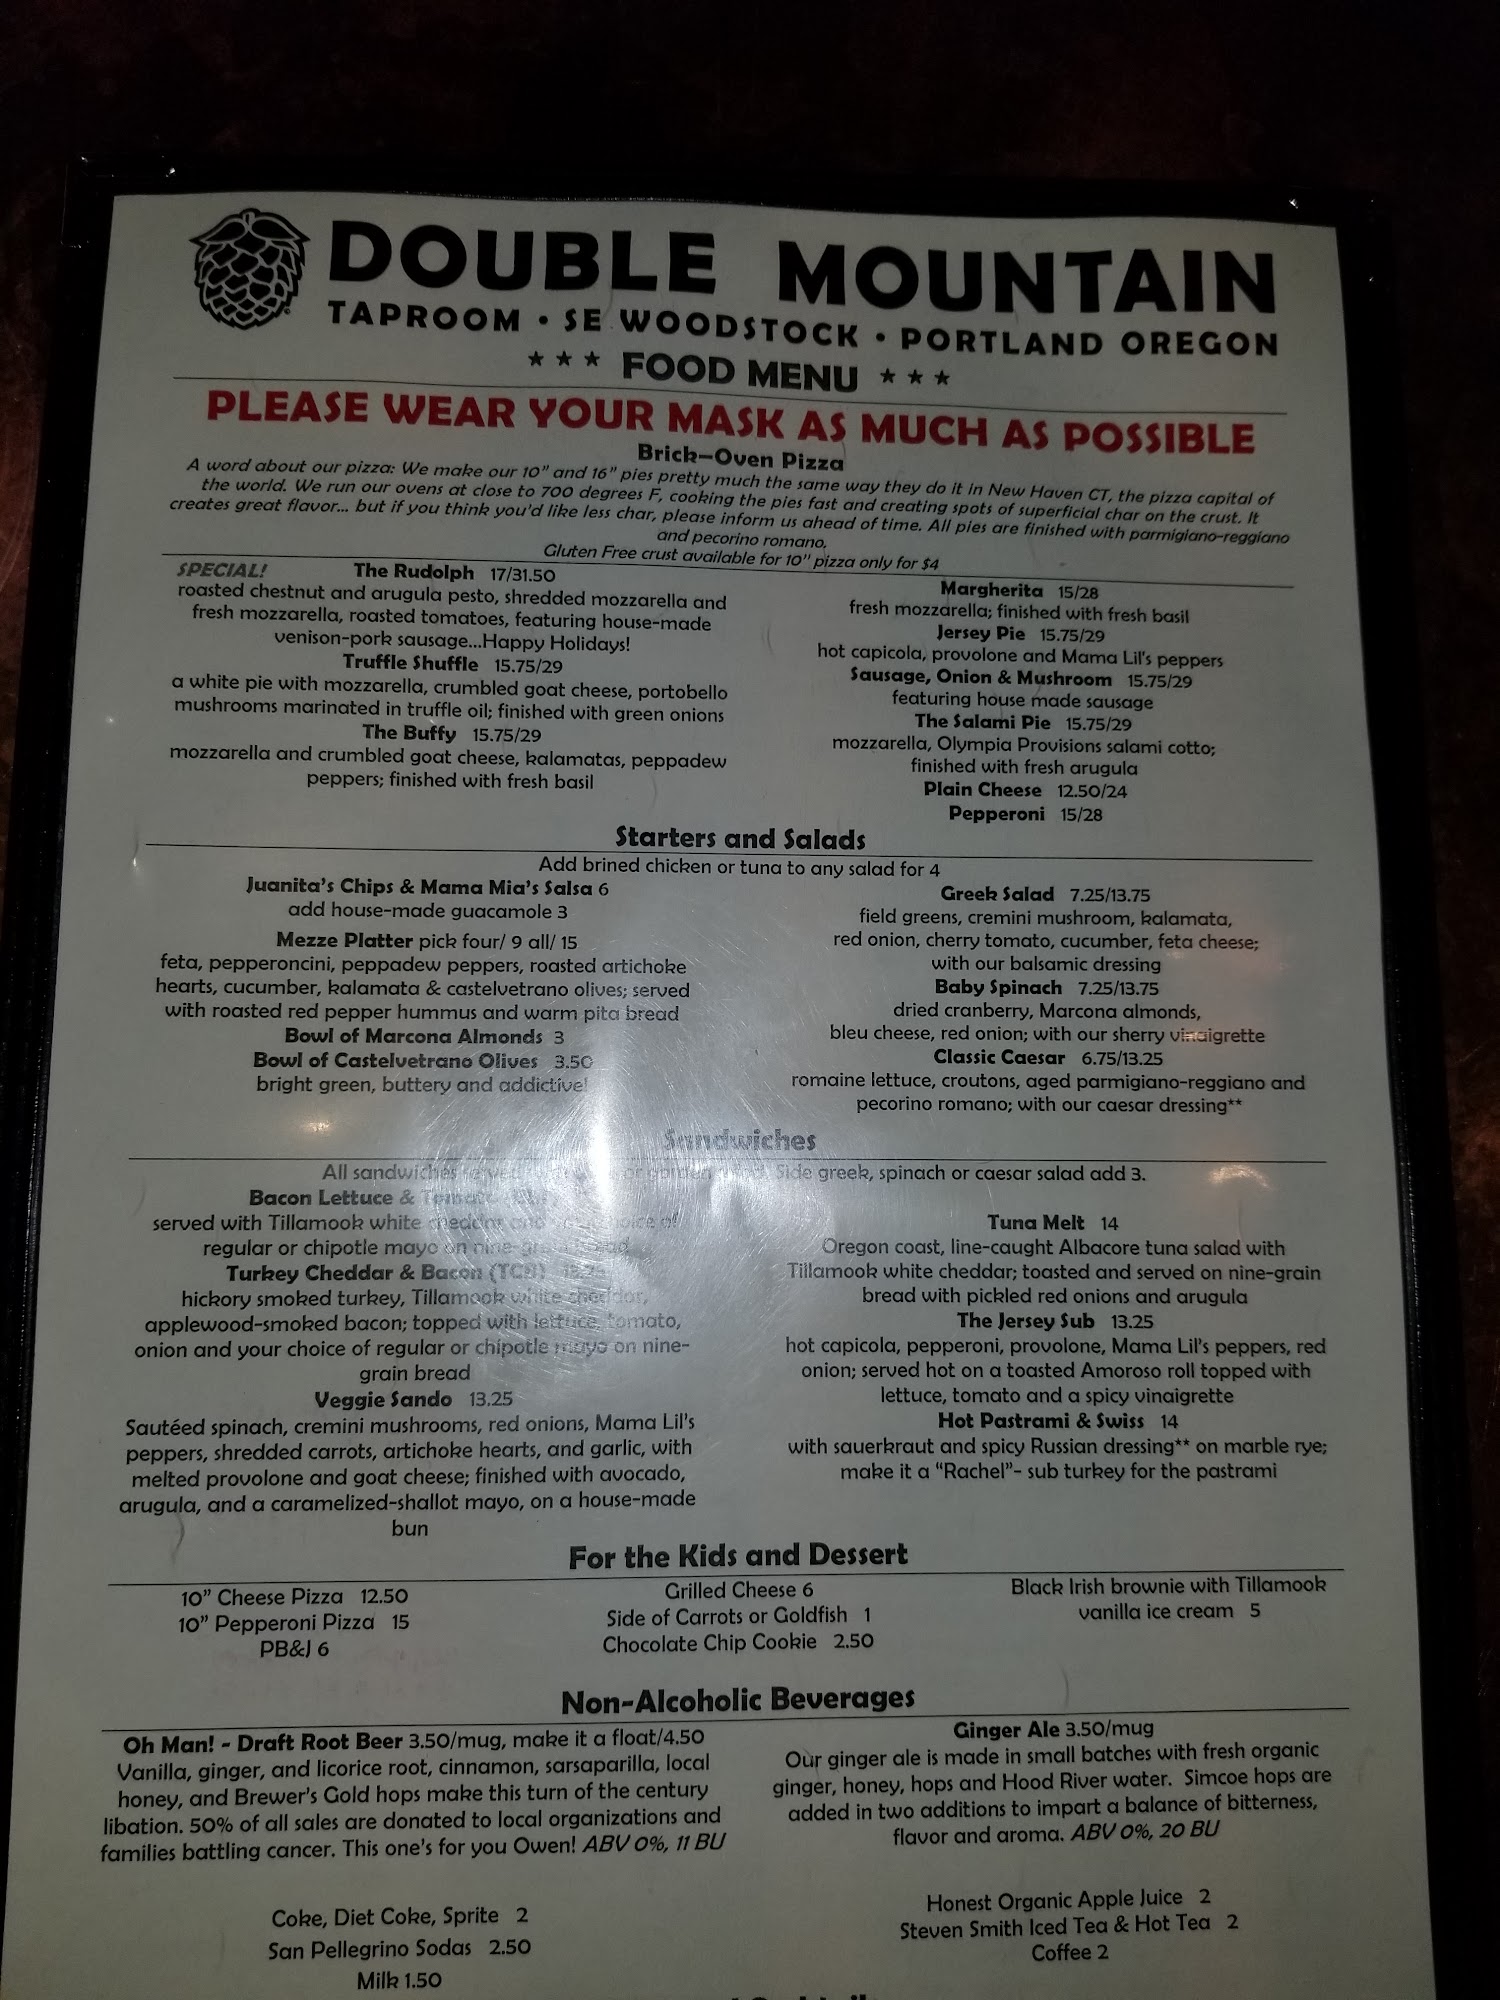 DOUBLE MOUNTAIN
TAPROOM • SE WOODSTOCK • PORTLAND OREGON
★ ★ ★ FOOD MENU ★ ★ ★
PLEASE WEAR YOUR MASK AS MUCH AS POSSIBLE
Brick–Oven Pizza
A word about our pizza: We make our 10” and 16” pies pretty much the same way they do it in New Haven CT, the pizza capital of
the world. We run our ovens at close to 700 degrees F, cooking the pies fast and creating spots of superficial char on the crust. It
creates great flavor... but if you think you'd like less char, please inform us ahead of time. All pies are finished with parmigiano-reggiano
and pecorino romano.
Gluten Free crust available for 10" pizza only for $4
SPECIAL! The Rudolph 17/31.50
roasted chestnut and arugula pesto, shredded mozzarella and
fresh mozzarella, roasted tomatoes, featuring house-made
venison-pork sausage...Happy Holidays!
Truffle Shuffle 15.75/29
a white pie with mozzarella, crumbled goat cheese, portobello
mushrooms marinated in truffle oil; finished with green onions
The Buffy 15.75/29
mozzarella and crumbled goat cheese, kalamatas, peppadew
peppers; finished with fresh basil
Margherita 15/28
fresh mozzarella; finished with fresh basil
Jersey Pie 15.75/29
hot capicola, provolone and Mama Lil's peppers
Sausage, Onion & Mushroom 15.75/29
featuring house made sausage
The Salami Pie 15.75/29
mozzarella, Olympia Provisions salami cotto;
finished with fresh arugula
Plain Cheese 12.50/24
Pepperoni 15/28
Starters and Salads
Add brined chicken or tuna to any salad for 4
Juanita’s Chips & Mama Mia’s Salsa 6
add house-made guacamole 3
Mezze Platter pick four/ 9 all/ 15
feta, pepperoncini, peppadew peppers, roasted artichoke
hearts, cucumber, kalamata & castelvetrano olives; served
with roasted red pepper hummus and warm pita bread
Bowl of Marcona Almonds 3
Bowl of Castelvetrano Olives 3.50
bright green, buttery and addictive!
Greek Salad 7.25/13.75
field greens, cremini mushroom, kalamata,
red onion, cherry tomato, cucumber, feta cheese;
with our balsamic dressing
Baby Spinach 7.25/13.75
dried cranberry, Marcona almonds,
bleu cheese, red onion; with our sherry vinaigrette
Classic Caesar 6.75/13.25
romaine lettuce, croutons, aged parmigiano-reggiano and
pecorino romano; with our caesar dressing**
Sandwiches
All sandwiches served or garden Side greek, spinach or caesar salad add 3.
Bacon Lettuce & Tomato
served with Tillamook white cheddar and choice of
regular or chipotle mayo on nine-grain bread
Turkey Cheddar & Bacon (TCB)
hickory smoked turkey, Tillamook white cheddar,
applewood-smoked bacon; topped with lettuce, tomato,
onion and your choice of regular or chipotle mayo on nine-
grain bread
Veggie Sando 13.25
Sautéed spinach, cremini mushrooms, red onions, Mama Lil’s
peppers, shredded carrots, artichoke hearts, and garlic, with
melted provolone and goat cheese; finished with avocado,
arugula, and a caramelized-shallot mayo, on a house-made
bun
Tuna Melt 14
Oregon coast, line-caught Albacore tuna salad with
Tillamook white cheddar; toasted and served on nine-grain
bread with pickled red onions and arugula
The Jersey Sub 13.25
hot capicola, pepperoni, provolone, Mama Lil’s peppers, red
onion; served hot on a toasted Amoroso roll topped with
lettuce, tomato and a spicy vinaigrette
Hot Pastrami & Swiss 14
with sauerkraut and spicy Russian dressing** on marble rye;
make it a “Rachel”- sub turkey for the pastrami
For the Kids and Dessert
10” Cheese Pizza 12.50
10” Pepperoni Pizza 15
PB&J 6
Grilled Cheese 6
Side of Carrots or Goldfish 1
Chocolate Chip Cookie 2.50
Black Irish brownie with Tillamook
vanilla ice cream 5
Non-Alcoholic Beverages
Oh Man! - Draft Root Beer 3.50/mug, make it a float/4.50
Vanilla, ginger, and licorice root, cinnamon, sarsaparilla, local
honey, and Brewer’s Gold hops make this turn of the century
libation. 50% of all sales are donated to local organizations and
families battling cancer. This one’s for you Owen! ABV 0%, 11 BU
Ginger Ale 3.50/mug
Our ginger ale is made in small batches with fresh organic
ginger, honey, hops and Hood River water. Simcoe hops are
added in two additions to impart a balance of bitterness,
flavor and aroma. ABV 0%, 20 BU
Coke, Diet Coke, Sprite 2
San Pellegrino Sodas 2.50
Milk 1.50
Honest Organic Apple Juice 2
Steven Smith Iced Tea & Hot Tea 2
Coffee 2